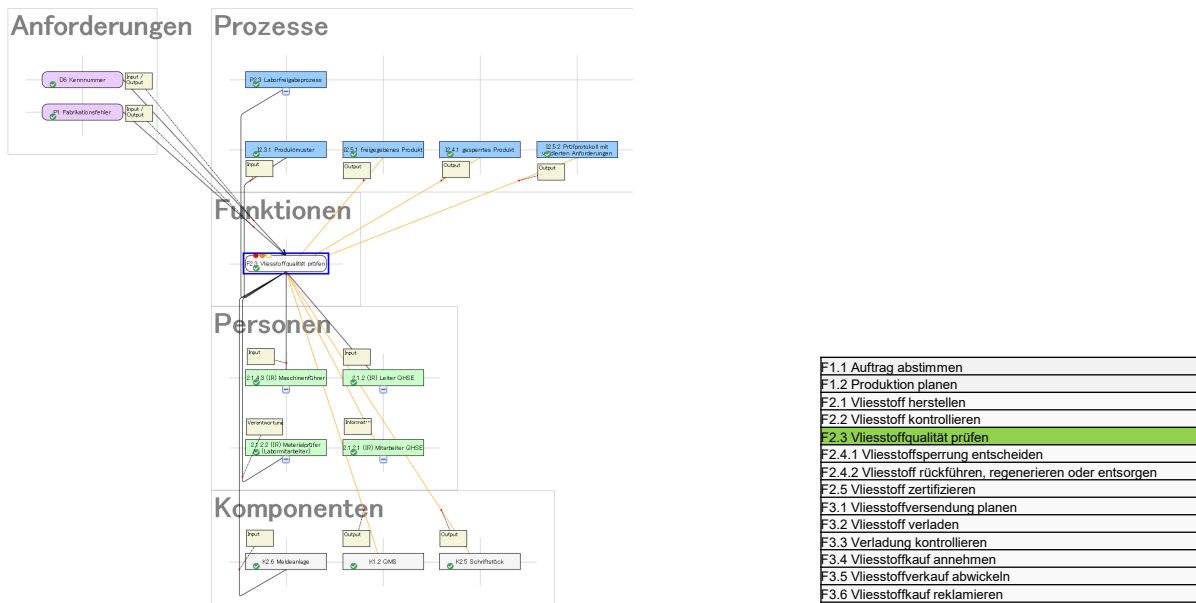 Anforderungen
Prozesse
D6 Kennnummer
Input /
Output
P1 Fabrikationsfehler
Input /
Output
P2.3 Laborfreigabeprozess
I2.3.1 Produktmuster
Input
I2.5.1 freigegebenes Produkt
Output
I2.4.1 gesperrtes Produkt
Output
I2.5.2 Prüfprotokoll mit
Anforderungen
Output
Funktionen
F2.3 Vliesstoffqualität prüfen
Personen
Input
2.1.4.3 (IR) Maschinenführer
Input
2.1.2 (IR) Leiter QHSE
Verantwortung
2.1.2.2 (IR) Materialprüfer
(Labormitarbeiter)
Informat···
2.1.2.1 (IR) Mitarbeiter QHSE
Komponenten
Input
K2.6 Meldeanlage
Output
K1.2 QMS
Output
K2.5 Schriftstück
F1.1 Auftrag abstimmen
F1.2 Produktion planen
F2.1 Vliesstoff herstellen
F2.2 Vliesstoff kontrollieren
F2.3 Vliesstoffqualität prüfen
F2.4.1 Vliesstoffsperrung entscheiden
F2.4.2 Vliesstoff rückführen, regenerieren oder entsorgen
F2.5 Vliesstoff zertifizieren
F3.1 Vliesstoffversendung planen
F3.2 Vliesstoff verladen
F3.3 Verladung kontrollieren
F3.4 Vliesstoffkauf annehmen
F3.5 Vliesstoffverkauf abwickeln
F3.6 Vliesstoffkauf reklamieren